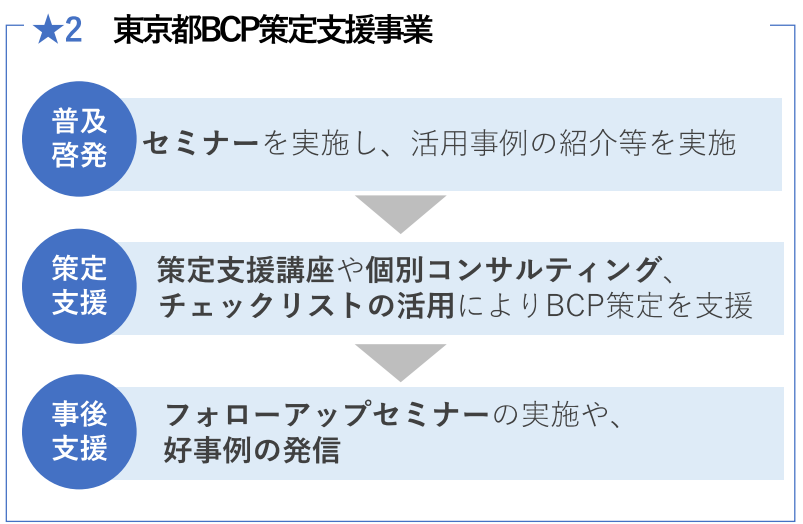 ★2 東京都BCP策定支援事業
普及
啓発
セミナーを実施し、活用事例の紹介等を実施
策定
支援
策定支援講座や個別コンサルティング、
チェックリストの活用によりBCP策定を支援
事後
支援
フォローアップセミナーの実施や、
好事例の発信